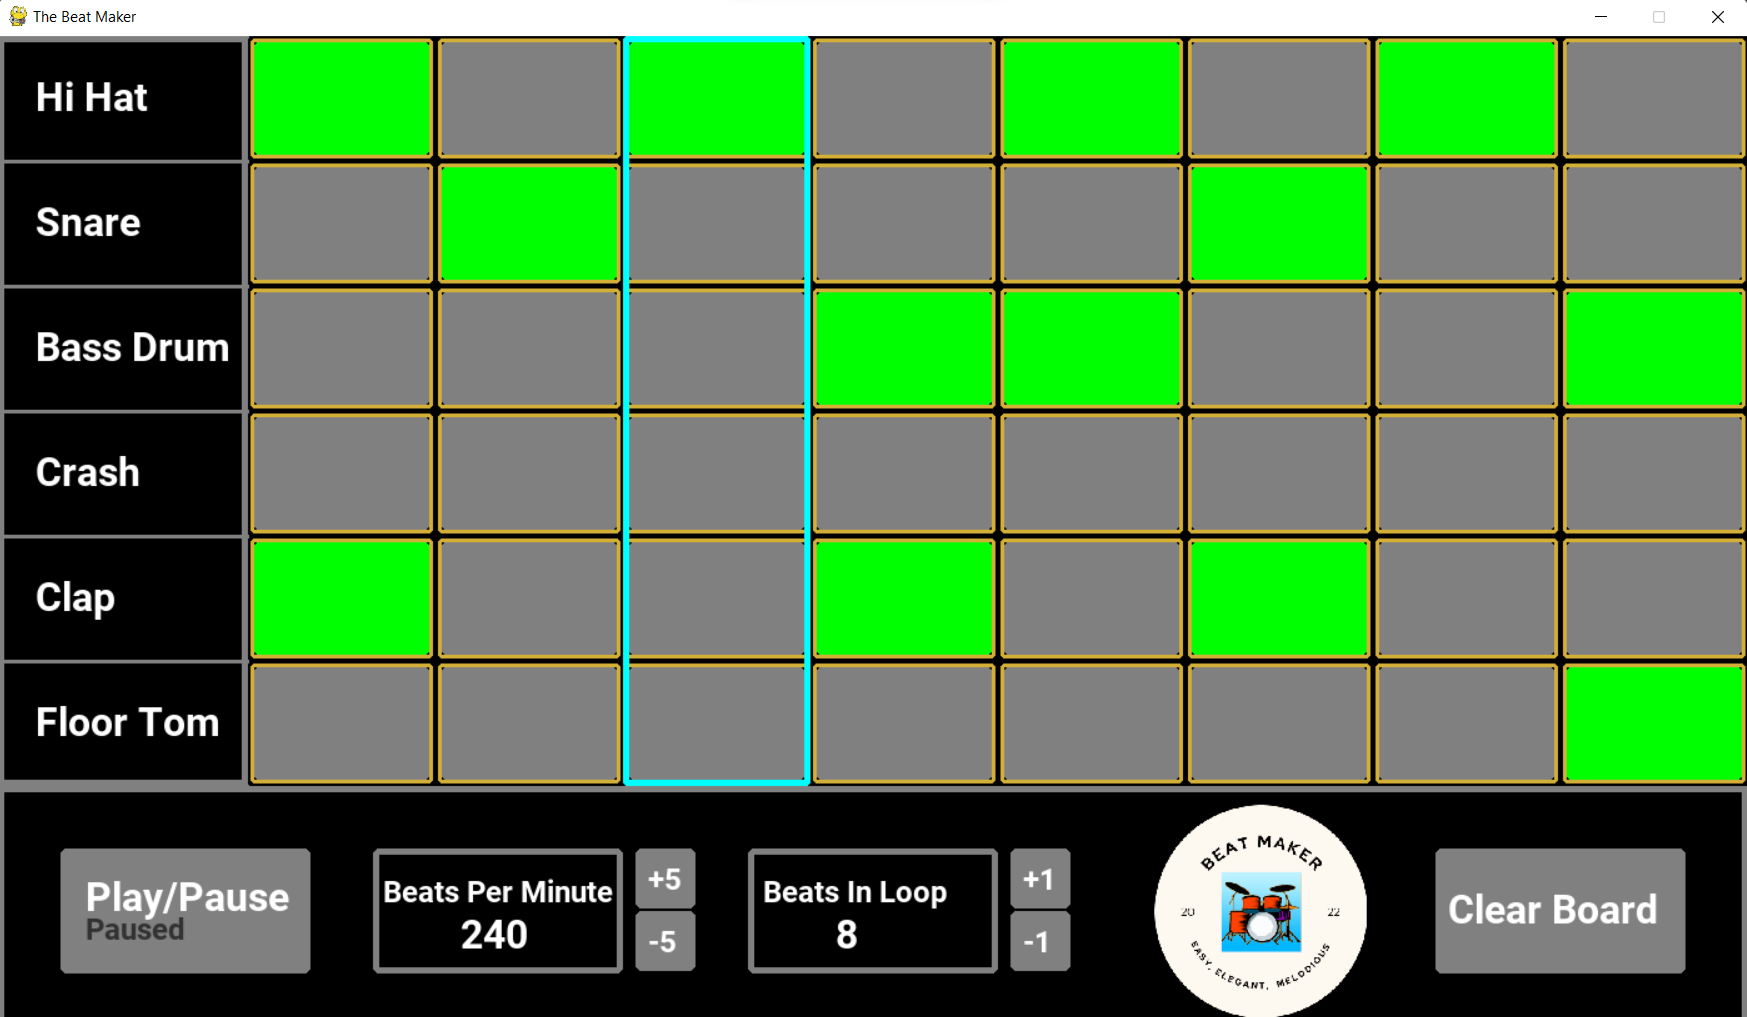 The Beat Maker
Hi Hat
Snare
Bass Drum
Crash
Clap
Floor Tom
Play/Pause
Paused
Beats Per Minute
240
+5
-5
Beats In Loop
8
+1
-1
BEAT MAKER
20 22
EASY, ELEGANT, MELODIOUS
Clear Board